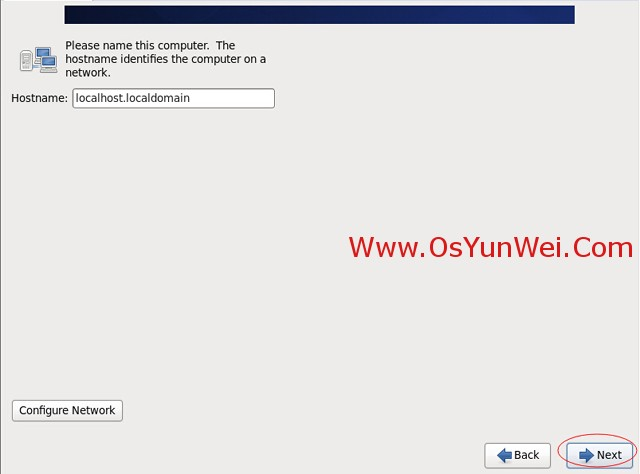 Please name this computer.  The
hostname identifies the computer on a
network.
Hostname: localhost.localdomain
Www.OsYunWei.Com
Configure Network
Back Next